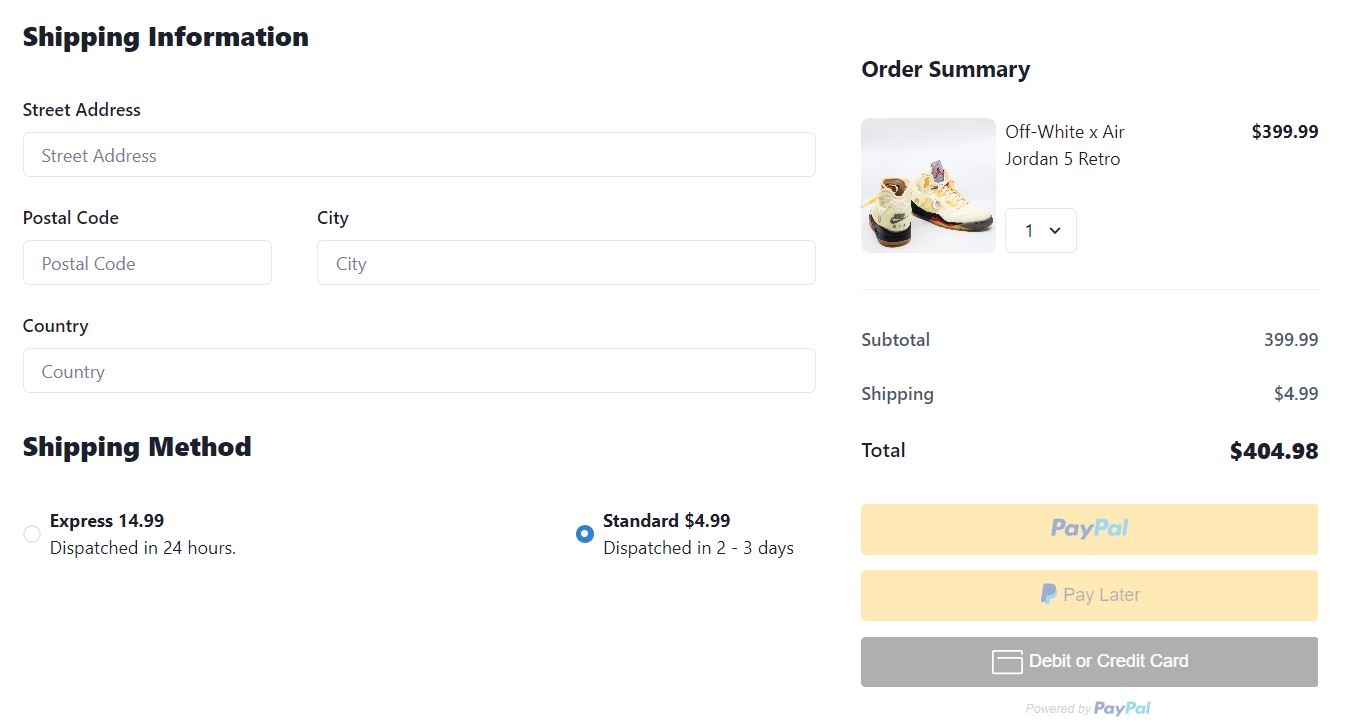 Shipping Information
Street Address
Street Address
Postal Code
City
Postal Code
City
Country
Country
Shipping Method
Express 14.99
Dispatched in 24 hours.
Standard $4.99
Dispatched in 2 - 3 days
Order Summary
Off-White x Air
Jordan 5 Retro
$399.99
1
Subtotal
399.99
Shipping
$4.99
Total
$404.98
PayPal
Pay Later
Debit or Credit Card
Powered by PayPal